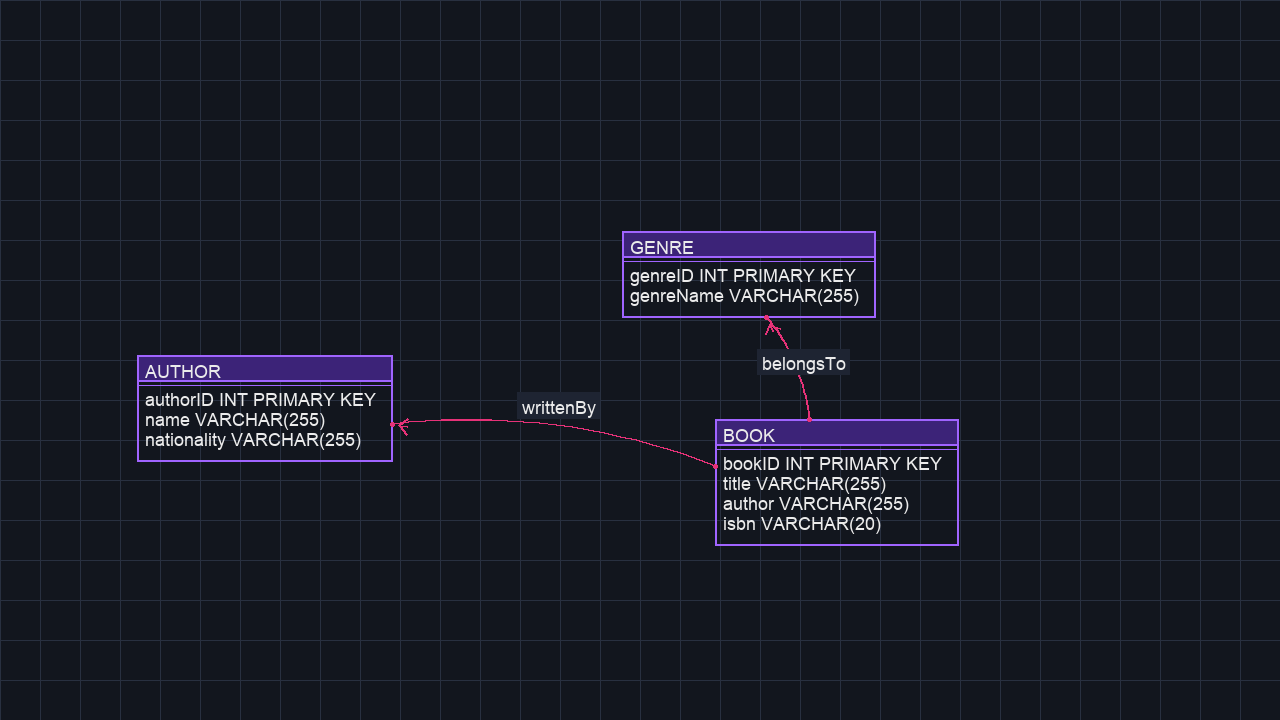 GENRE
genreID INT PRIMARY KEY
genreName VARCHAR(255)
belongsTo
AUTHOR
authorID INT PRIMARY KEY
name VARCHAR(255)
nationality VARCHAR(255)
writtenBy
BOOK
bookID INT PRIMARY KEY
title VARCHAR(255)
author VARCHAR(255)
isbn VARCHAR(20)